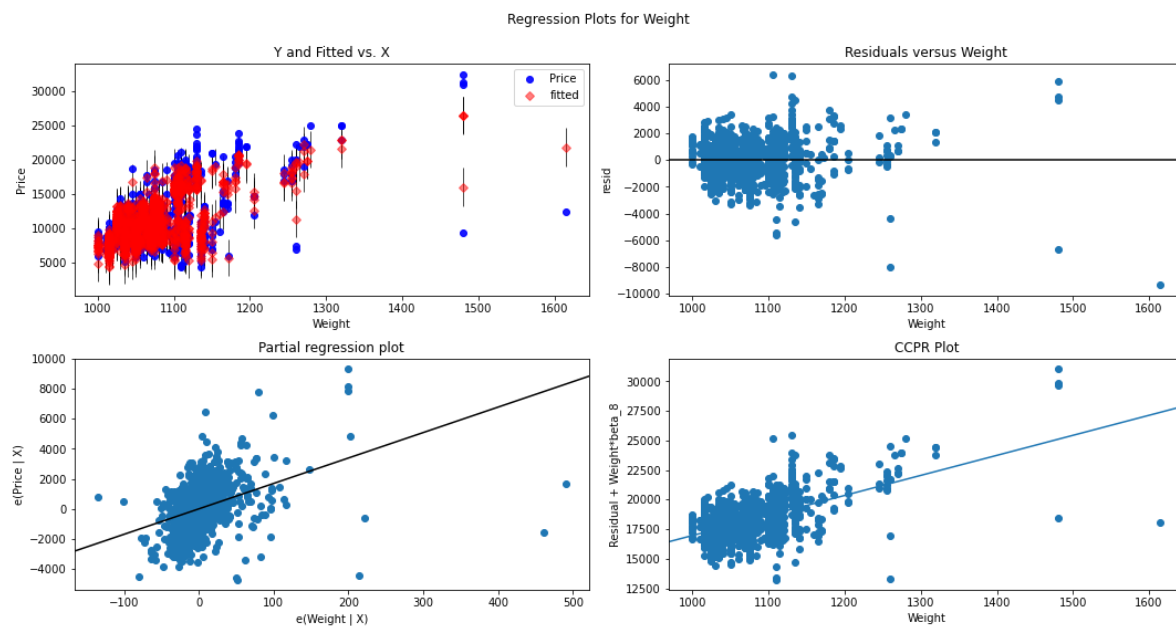 Regression Plots for Weight
Y and Fitted vs. X
Price
30000
25000
20000
15000
10000
5000
Price
fitted
1000 1100 1200 1300 1400 1500 1600
Weight
Residuals versus Weight
resid
6000
4000
2000
0
−2000
−4000
−6000
−8000
−10000
1000 1100 1200 1300 1400 1500 1600
Weight
Partial regression plot
e(Price | X)
10000
8000
6000
4000
2000
0
−2000
−4000
−100 0 100 200 300 400 500
e(Weight | X)
CCPR Plot
Residual + Weight*beta_8
30000
27500
25000
22500
20000
17500
15000
12500
1000 1100 1200 1300 1400 1500 1600
Weight